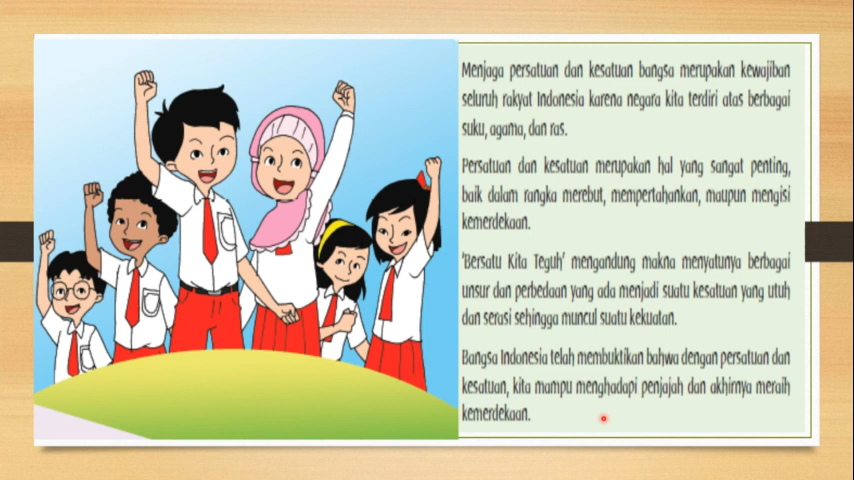 Menjaga persatuan dan kesatuan bangsa merupakan kewajiban
seluruh rakyat Indonesia karena negara kita terdiri atas berbagai
suku, agama, dan ras.
Persatuan dan kesatuan merupakan hal yang sangat penting,
baik dalam rangka merebut, mempertahankan, maupun mengisi
kemerdekaan.
'Bersatu Kita Teguh' mengandung makna menyatunya berbagai
unsur dan perbedaan yang ada menjadi suatu kesatuan yang utuh
dan serasi sehingga muncul suatu kekuatan.
Bangsa Indonesia telah membuktikan bahwa dengan persatuan dan
kesatuan, kita mampu menghadapi penjajah dan akhirnya meraih
kemerdekaan.